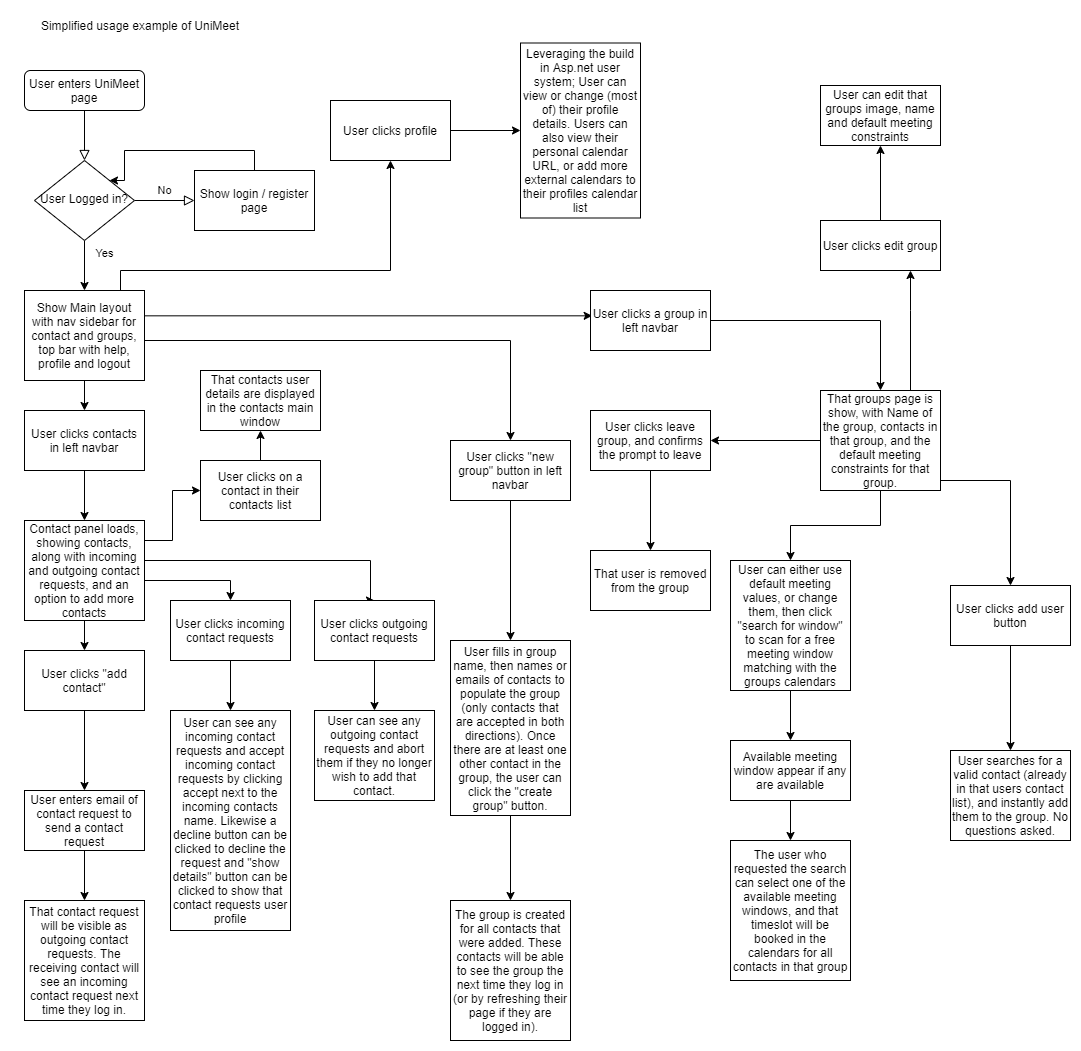 Simplified usage example of UniMeet
User enters UniMeet
page
User Logged in?
No
Show login / register
page
Yes
User clicks profile
Leveraging the build
in Asp.net user
system; User can
view or change (most
of) their profile
details. Users can
also view their
personal calendar
URL, or add more
external calendars to
their profiles calendar
list
User can edit that
groups image, name
and default meeting
constraints
User clicks edit group
Show Main layout
with nav sidebar for
contact and groups,
top bar with help,
profile and logout
User clicks a group in
left navbar
That contacts user
details are displayed
in the contacts main
window
User clicks contacts
in left navbar
User clicks on a
contact in their
contacts list
User clicks "new
group" button in left
navbar
User clicks leave
group, and confirms
the prompt to leave
That groups page is
show, with Name of
the group, contacts in
that group, and the
default meeting
constraints for that
group.
Contact panel loads,
showing contacts,
along with incoming
and outgoing contact
requests, and an
option to add more
contacts
User clicks incoming
contact requests
User clicks outgoing
contact requests
That user is removed
from the group
User can either use
default meeting
values, or change
them, then click
"search for window"
to scan for a free
meeting window
matching with the
groups calendars
User clicks add user
button
User clicks "add
contact"
User fills in group
name, then names or
emails of contacts to
populate the group
(only contacts that
are accepted in both
directions). Once
there are at least one
other contact in the
group, the user can
click the "create
group" button.
User can see any
incoming contact
requests and accept
incoming contact
requests by clicking
accept next to the
incoming contacts
name. Likewise a
decline button can be
clicked to decline the
request and "show
details" button can be
clicked to show that
contact requests user
profile
User can see any
outgoing contact
requests and abort
them if they no longer
wish to add that
contact.
Available meeting
window appear if any
are available
User searches for a
valid contact (already
in that users contact
list), and instantly add
them to the group. No
questions asked.
User enters email of
contact request to
send a contact
request
The user who
requested the search
can select one of the
available meeting
windows, and that
timeslot will be
booked in the
calendars for all
contacts in that group
That contact request
will be visible as
outgoing contact
requests. The
receiving contact will
see an incoming
contact request next
time they log in.
The group is created
for all contacts that
were added. These
contacts will be able
to see the group the
next time they log in
(or by refreshing their
page if they are
logged in).